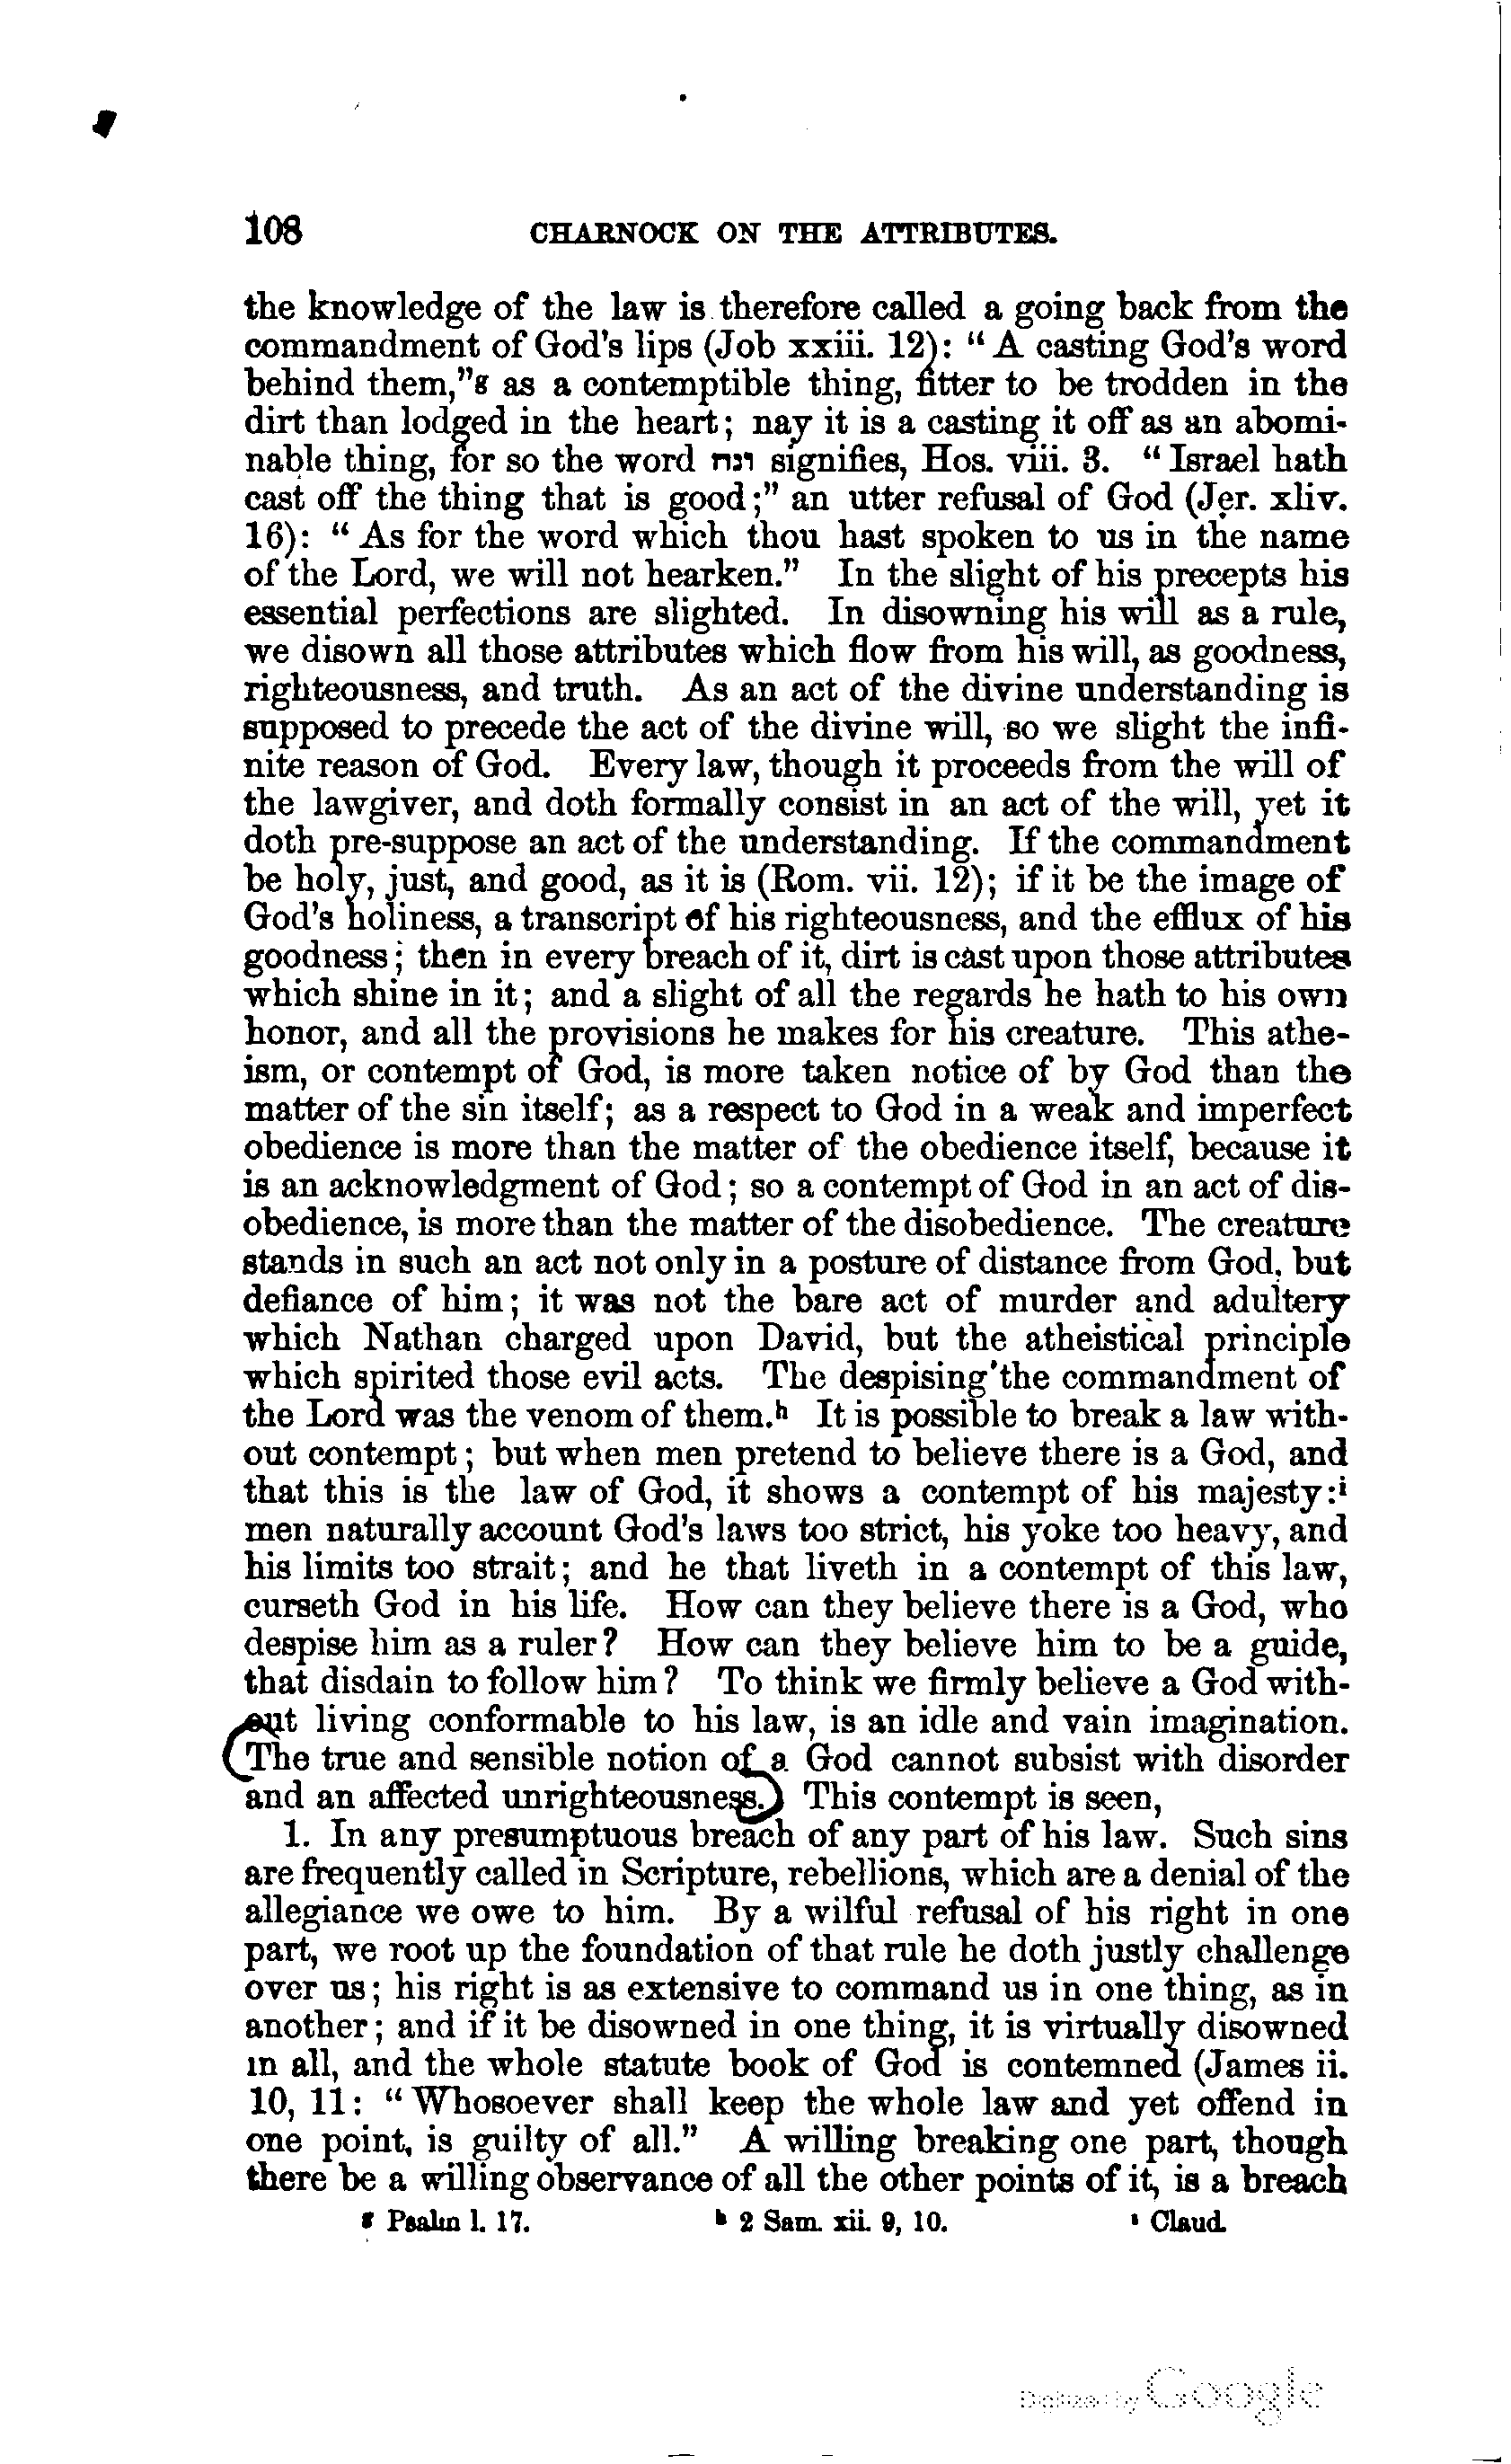 108 CHARNOCK ON THE ATTRIBUTES.
the knowledge of the law is therefore called a going back from the
commandment of God's lips (Job xxiii. 12): "A casting God's word
behind them,"g as a contemptible thing, fitter to be trodden in the
dirt than lodged in the heart; nay it is a casting it off as an abomi-
nable thing, for so the word זנח signifies, Hos. viii. 3. "Israel hath
cast off the thing that is good;" an utter refusal of God (Jer. xliv.
16): "As for the word which thou hast spoken to us in the name
of the Lord, we will not hearken." In the slight of his precepts his
essential perfections are slighted. In disowning his will as a rule,
we disown all those attributes which flow from his will, as goodness,
righteousness, and truth. As an act of the divine understanding is
supposed to precede the act of the divine will, so we slight the infi-
nite reason of God. Every law, though it proceeds from the will of
the lawgiver, and doth formally consist in an act of the will, yet it
doth pre-suppose an act of the understanding. If the commandment
be holy, just, and good, as it is (Rom. vii. 12); if it be the image of
God's holiness, a transcript of his righteousness, and the efflux of his
goodness; then in every breach of it, dirt is cast upon those attributes
which shine in it; and a slight of all the regards he hath to his own
honor, and all the provisions he makes for his creature. This athe-
ism, or contempt of God, is more taken notice of by God than the
matter of the sin itself; as a respect to God in a weak and imperfect
obedience is more than the matter of the obedience itself, because it
is an acknowledgment of God; so a contempt of God in an act of dis-
obedience, is more than the matter of the disobedience. The creature
stands in such an act not only in a posture of distance from God, but
defiance of him; it was not the bare act of murder and adultery
which Nathan charged upon David, but the atheistical principle
which spirited those evil acts. The despising the commandment of
the Lord was the venom of them.h It is possible to break a law with-
out contempt; but when men pretend to believe there is a God, and
that this is the law of God, it shows a contempt of his majesty:i
men naturally account God's laws too strict, his yoke too heavy, and
his limits too strait; and he that liveth in a contempt of this law,
curseth God in his life. How can they believe there is a God, who
despise him as a ruler? How can they believe him to be a guide,
that disdain to follow him? To think we firmly believe a God with-
out living conformable to his law, is an idle and vain imagination.
The true and sensible notion of a God cannot subsist with disorder
and an affected unrighteousness. This contempt is seen,
1. In any presumptuous breach of any part of his law. Such sins
are frequently called in Scripture, rebellions, which are a denial of the
allegiance we owe to him. By a wilful refusal of his right in one
part, we root up the foundation of that rule he doth justly challenge
over us; his right is as extensive to command us in one thing, as in
another; and if it be disowned in one thing, it is virtually disowned
in all, and the whole statute book of God is contemned (James ii.
10, 11: "Whosoever shall keep the whole law and yet offend in
one point, is guilty of all." A willing breaking one part, though
there be a willing observance of all the other points of it, is a breach
g Psalm l. 17. h 2 Sam. xii. 9, 10. i Claud.
Digitized by Google